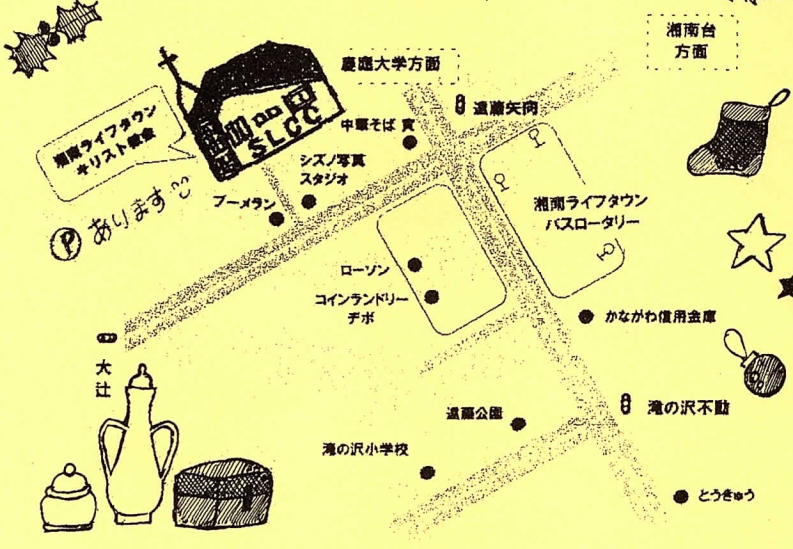 湘南台
方面
慶應大学方面
遠藤矢向
中華そば 寅
湘南ライフタウン
キリスト教会
SLCC
シズノ写真
スタジオ
ブーメラン
Ⓟ あります
湘南ライフタウン
バスロータリー
ローソン
コインランドリー
デポ
かながわ信用金庫
大
辻
滝の沢不動
遠藤公園
滝の沢小学校
とうきゅう